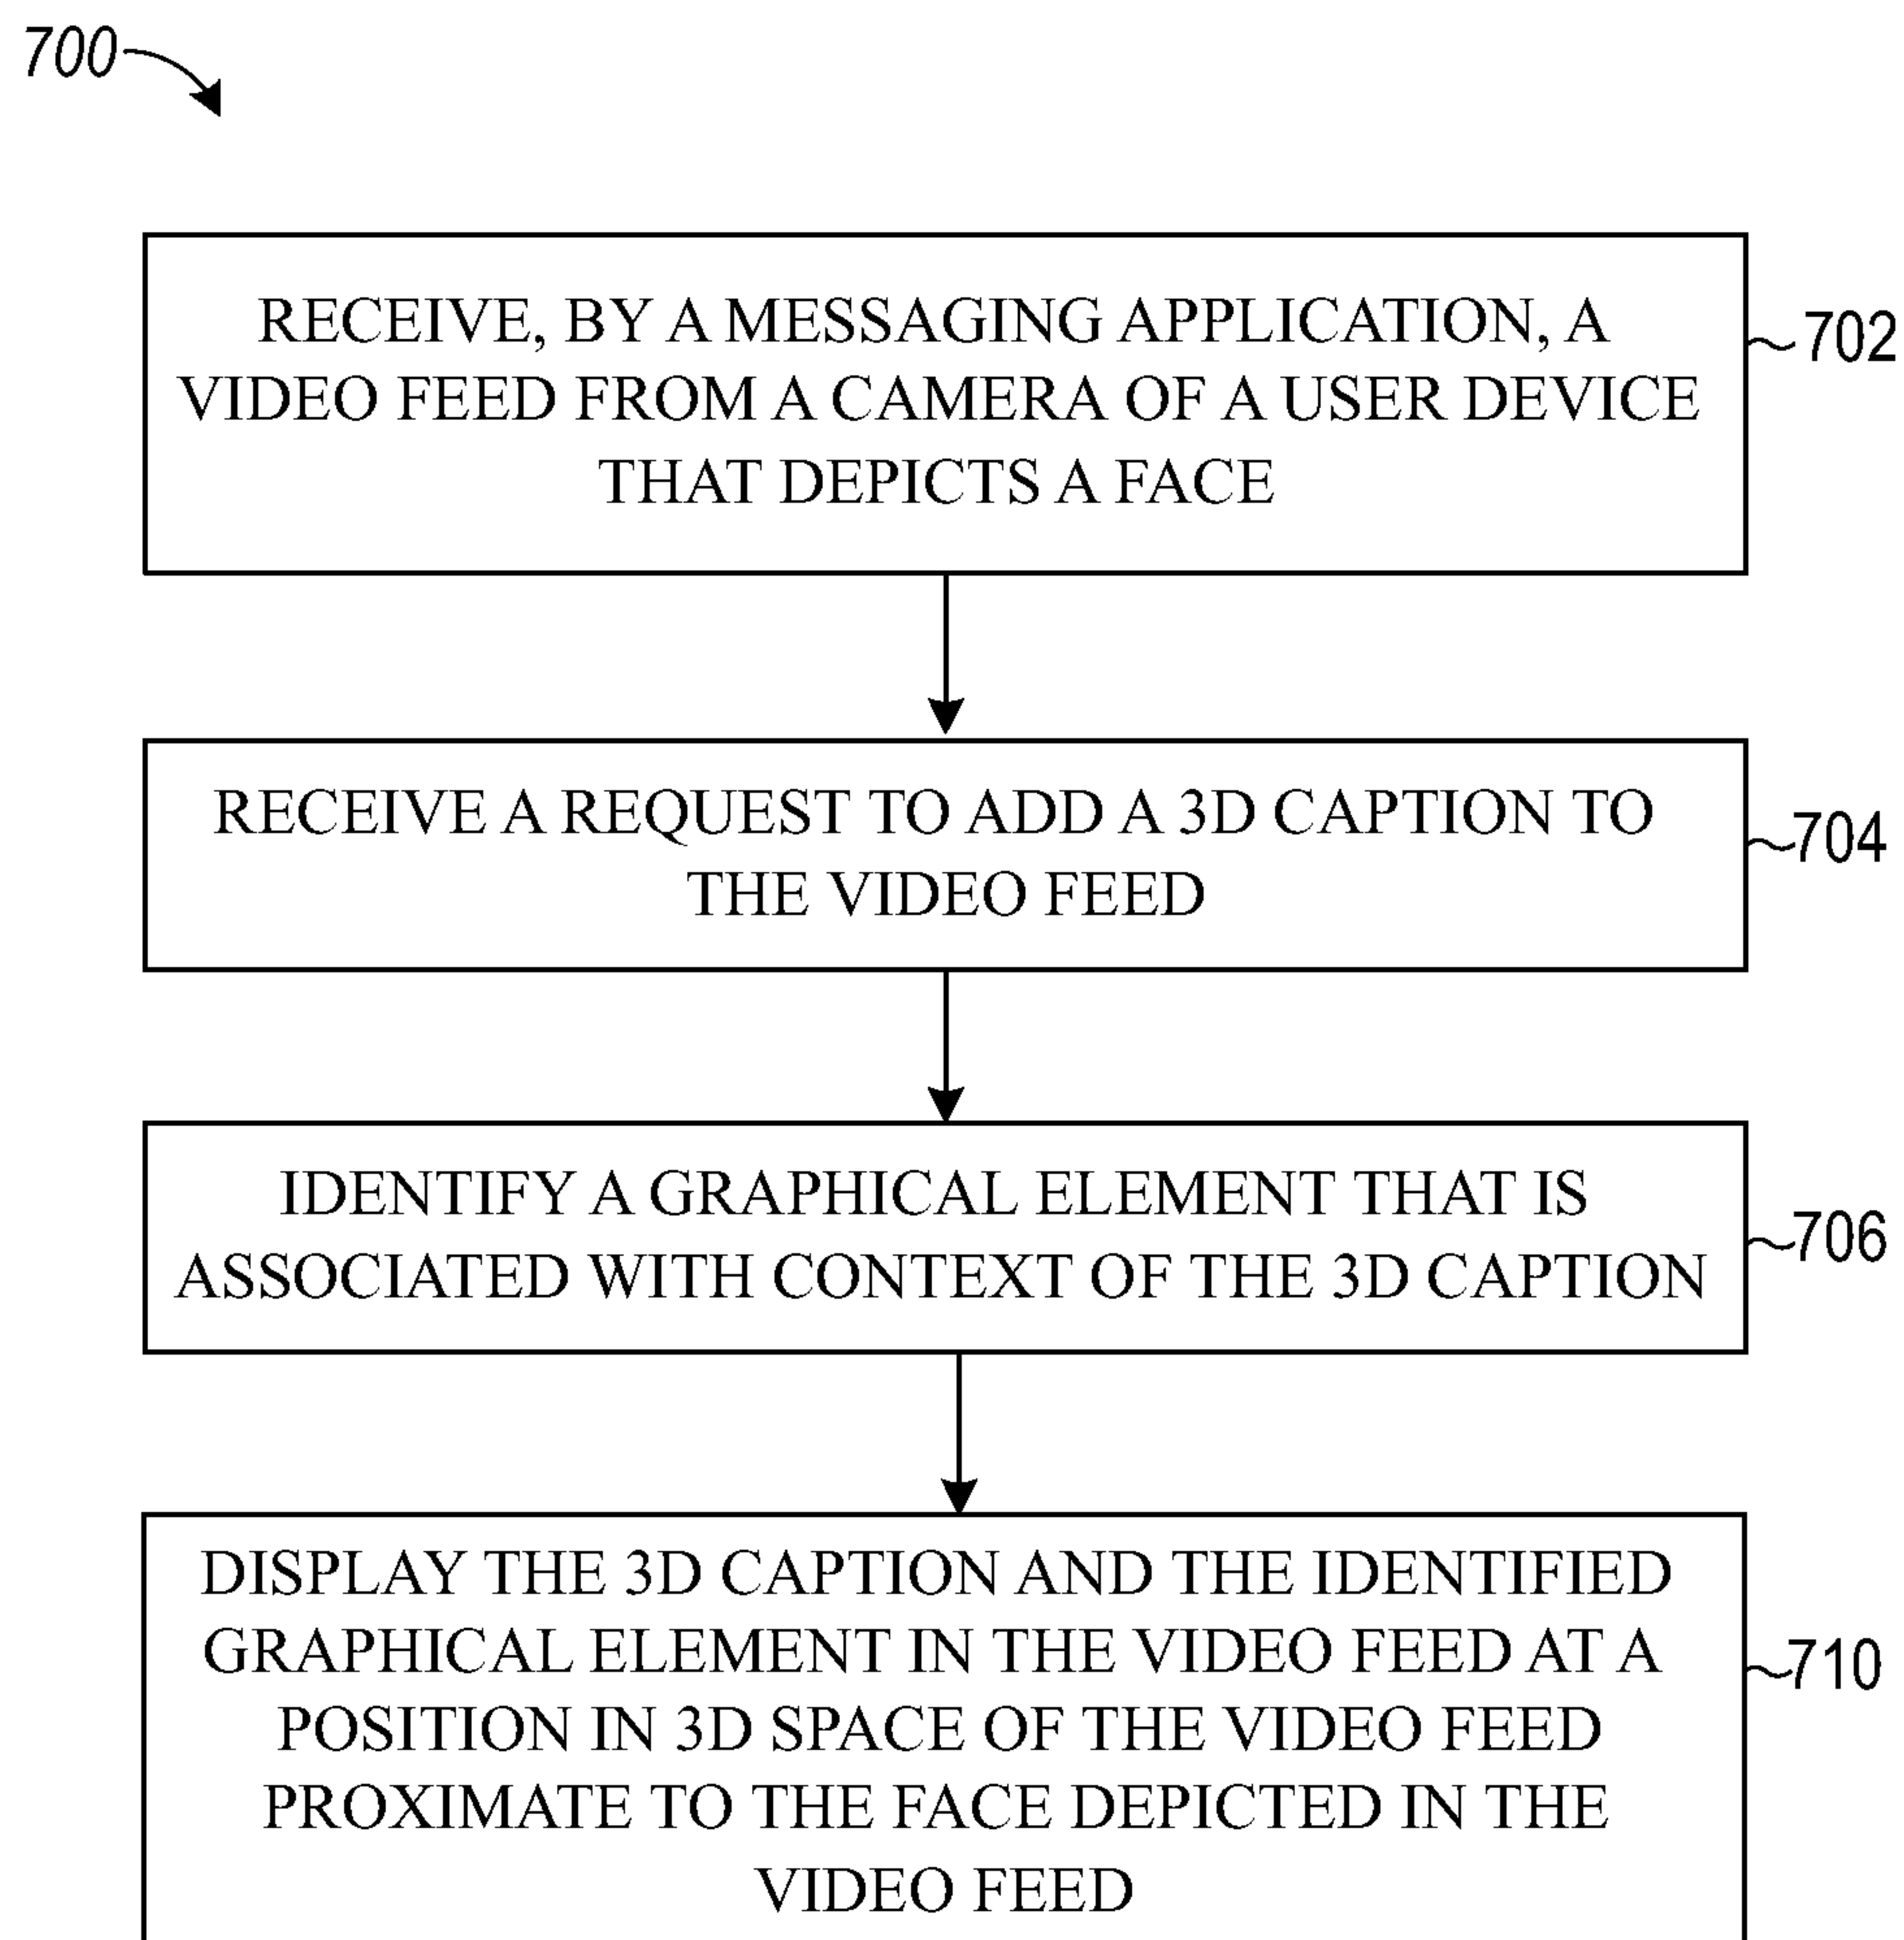 700
RECEIVE, BY A MESSAGING APPLICATION, A
VIDEO FEED FROM A CAMERA OF A USER DEVICE
THAT DEPICTS A FACE
702
RECEIVE A REQUEST TO ADD A 3D CAPTION TO
THE VIDEO FEED
704
IDENTIFY A GRAPHICAL ELEMENT THAT IS
ASSOCIATED WITH CONTEXT OF THE 3D CAPTION
706
DISPLAY THE 3D CAPTION AND THE IDENTIFIED
GRAPHICAL ELEMENT IN THE VIDEO FEED AT A
POSITION IN 3D SPACE OF THE VIDEO FEED
PROXIMATE TO THE FACE DEPICTED IN THE
VIDEO FEED
710